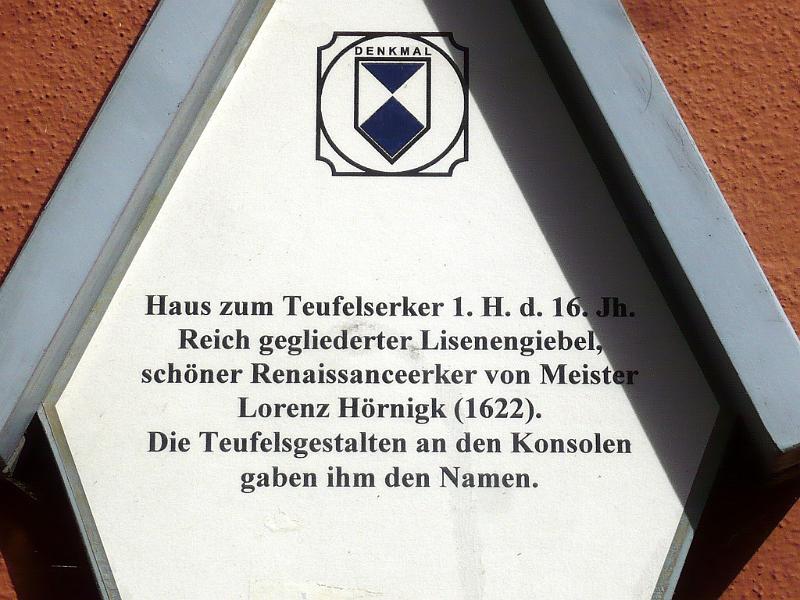 DENKMAL
Haus zum Teufelserker 1. H. d. 16. Jh.
Reich gegliederter Lisenengiebel,
schöner Renaissanceerker von Meister
Lorenz Hörnigk (1622).
Die Teufelsgestalten an den Konsolen
gaben ihm den Namen.